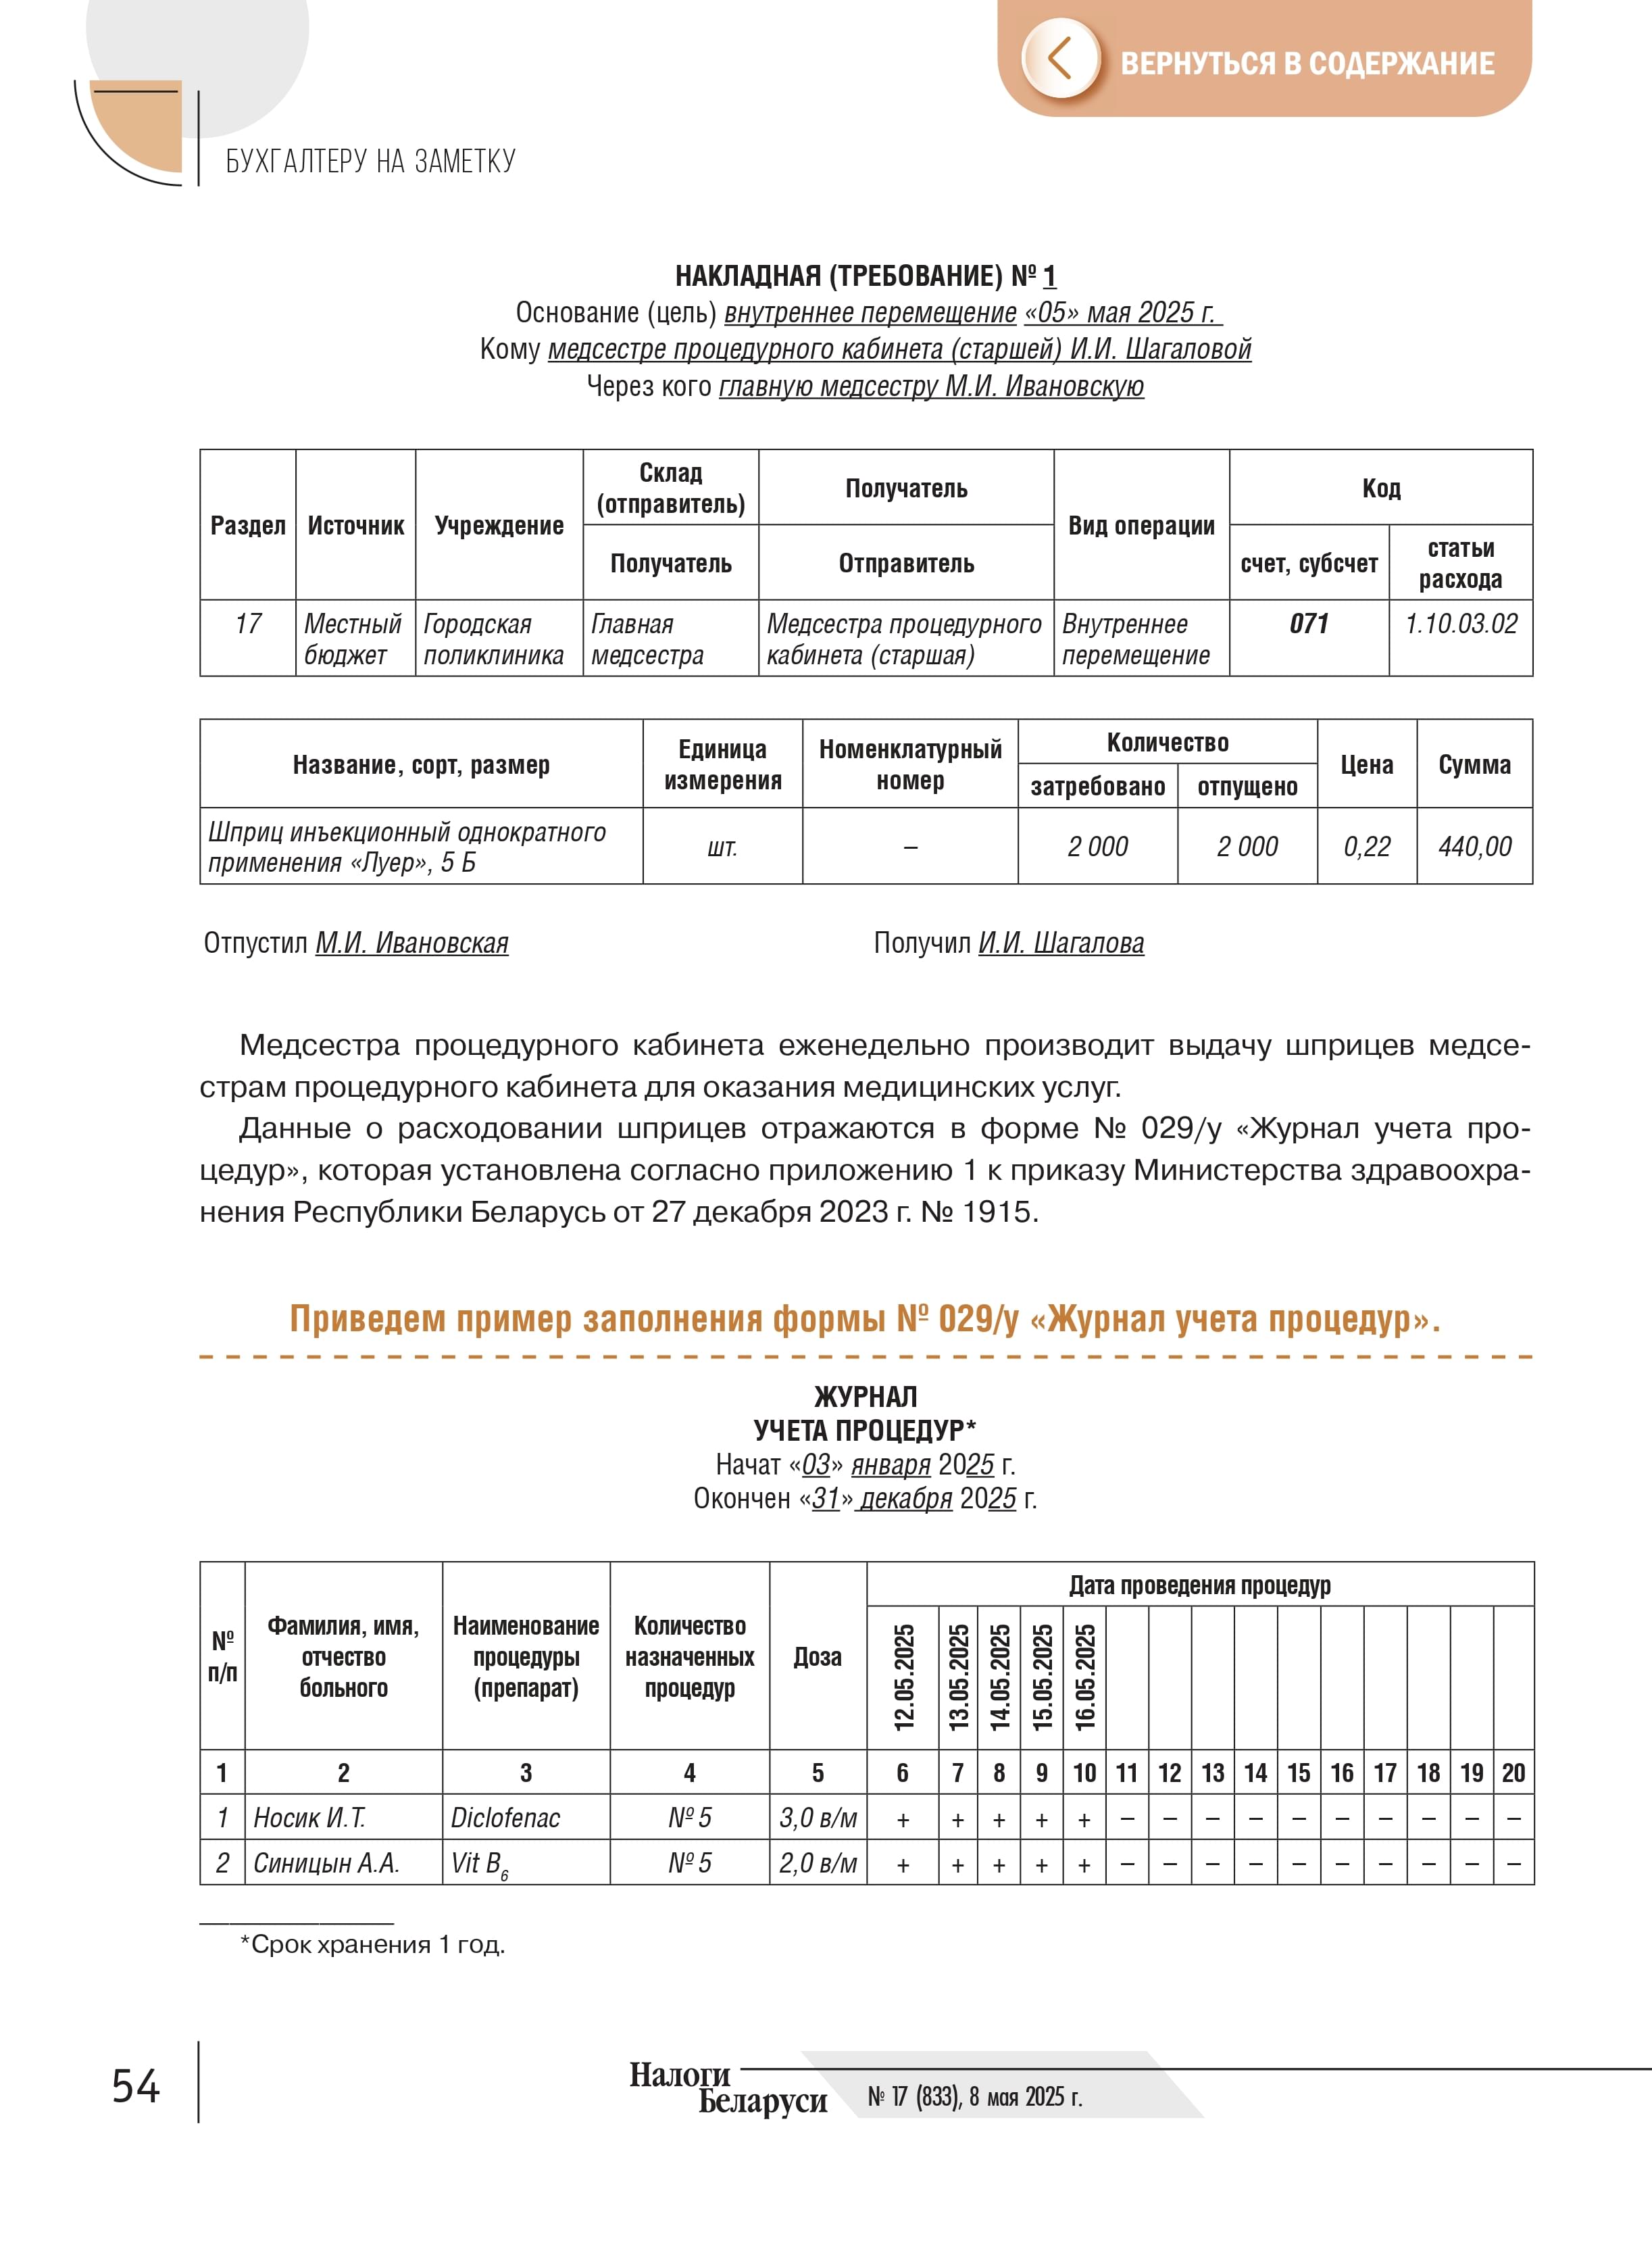 ВЕРНУТЬСЯ В СОДЕРЖАНИЕ
БУХГАЛТЕРУ НА ЗАМЕТКУ
НАКЛАДНАЯ (ТРЕБОВАНИЕ) № 1
Основание (цель) внутреннее перемещение «05» мая 2025 г.
Кому медсестре процедурного кабинета (старшей) И.И. Шагаловой
Через кого главную медсестру М.И. Ивановскую
Раздел Источник Учреждение Склад (отправитель) Получатель Вид операции Код
Получатель Отправитель счет, субсчет статьи расхода
17 Местный бюджет Городская поликлиника Главная медсестра Медсестра процедурного кабинета (старшая) Внутреннее перемещение 071 1.10.03.02
Название, сорт, размер Единица измерения Номенклатурный номер Количество Цена Сумма
затребовано отпущено
Шприц инъекционный однократного применения «Луер», 5 Б шт. – 2 000 2 000 0,22 440,00
Отпустил М.И. Ивановская Получил И.И. Шагалова
Медсестра процедурного кабинета еженедельно производит выдачу шприцев медсе-
страм процедурного кабинета для оказания медицинских услуг.
Данные о расходовании шприцев отражаются в форме № 029/у «Журнал учета про-
цедур», которая установлена согласно приложению 1 к приказу Министерства здравоохра-
нения Республики Беларусь от 27 декабря 2023 г. № 1915.
Приведем пример заполнения формы № 029/у «Журнал учета процедур».
ЖУРНАЛ
УЧЕТА ПРОЦЕДУР*
Начат «03» января 2025 г.
Окончен «31» декабря 2025 г.
№ п/п Фамилия, имя, отчество больного Наименование процедуры (препарат) Количество назначенных процедур Доза Дата проведения процедур
12.05.2025 13.05.2025 14.05.2025 15.05.2025 16.05.2025
1 2 3 4 5 6 7 8 9 10 11 12 13 14 15 16 17 18 19 20
1 Носик И.Т. Diclofenac № 5 3,0 в/м + + + + + – – – – – – – – – –
2 Синицын А.А. Vit B6 № 5 2,0 в/м + + + + + – – – – – – – – – –
*Срок хранения 1 год.
54
Налоги
Беларуси
№ 17 (833), 8 мая 2025 г.